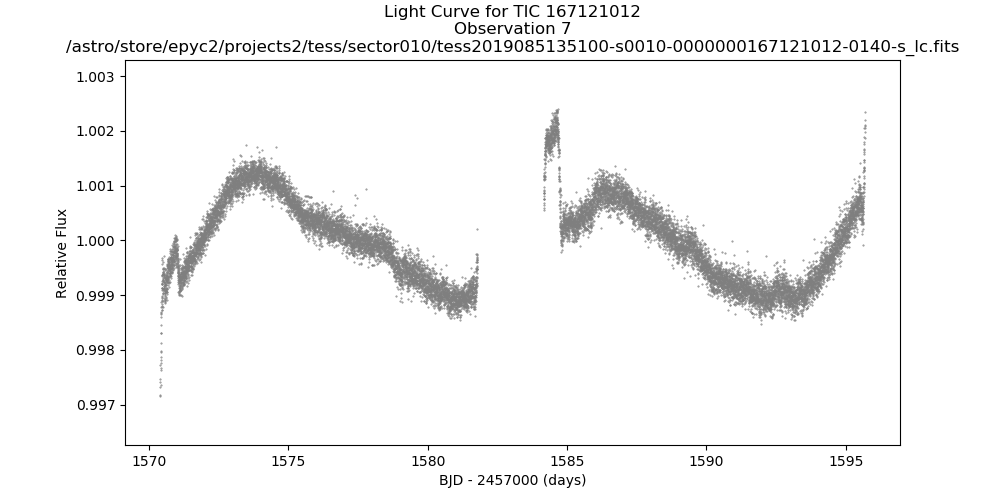 Light Curve for TIC 167121012
Observation 7
/astro/store/epyc2/projects2/tess/sector010/tess2019085135100-s0010-0000000167121012-0140-s_lc.fits
1.003
1.002
1.001
1.000
0.999
0.998
0.997
Relative Flux
1570
1575
1580
1585
1590
1595
BJD - 2457000 (days)